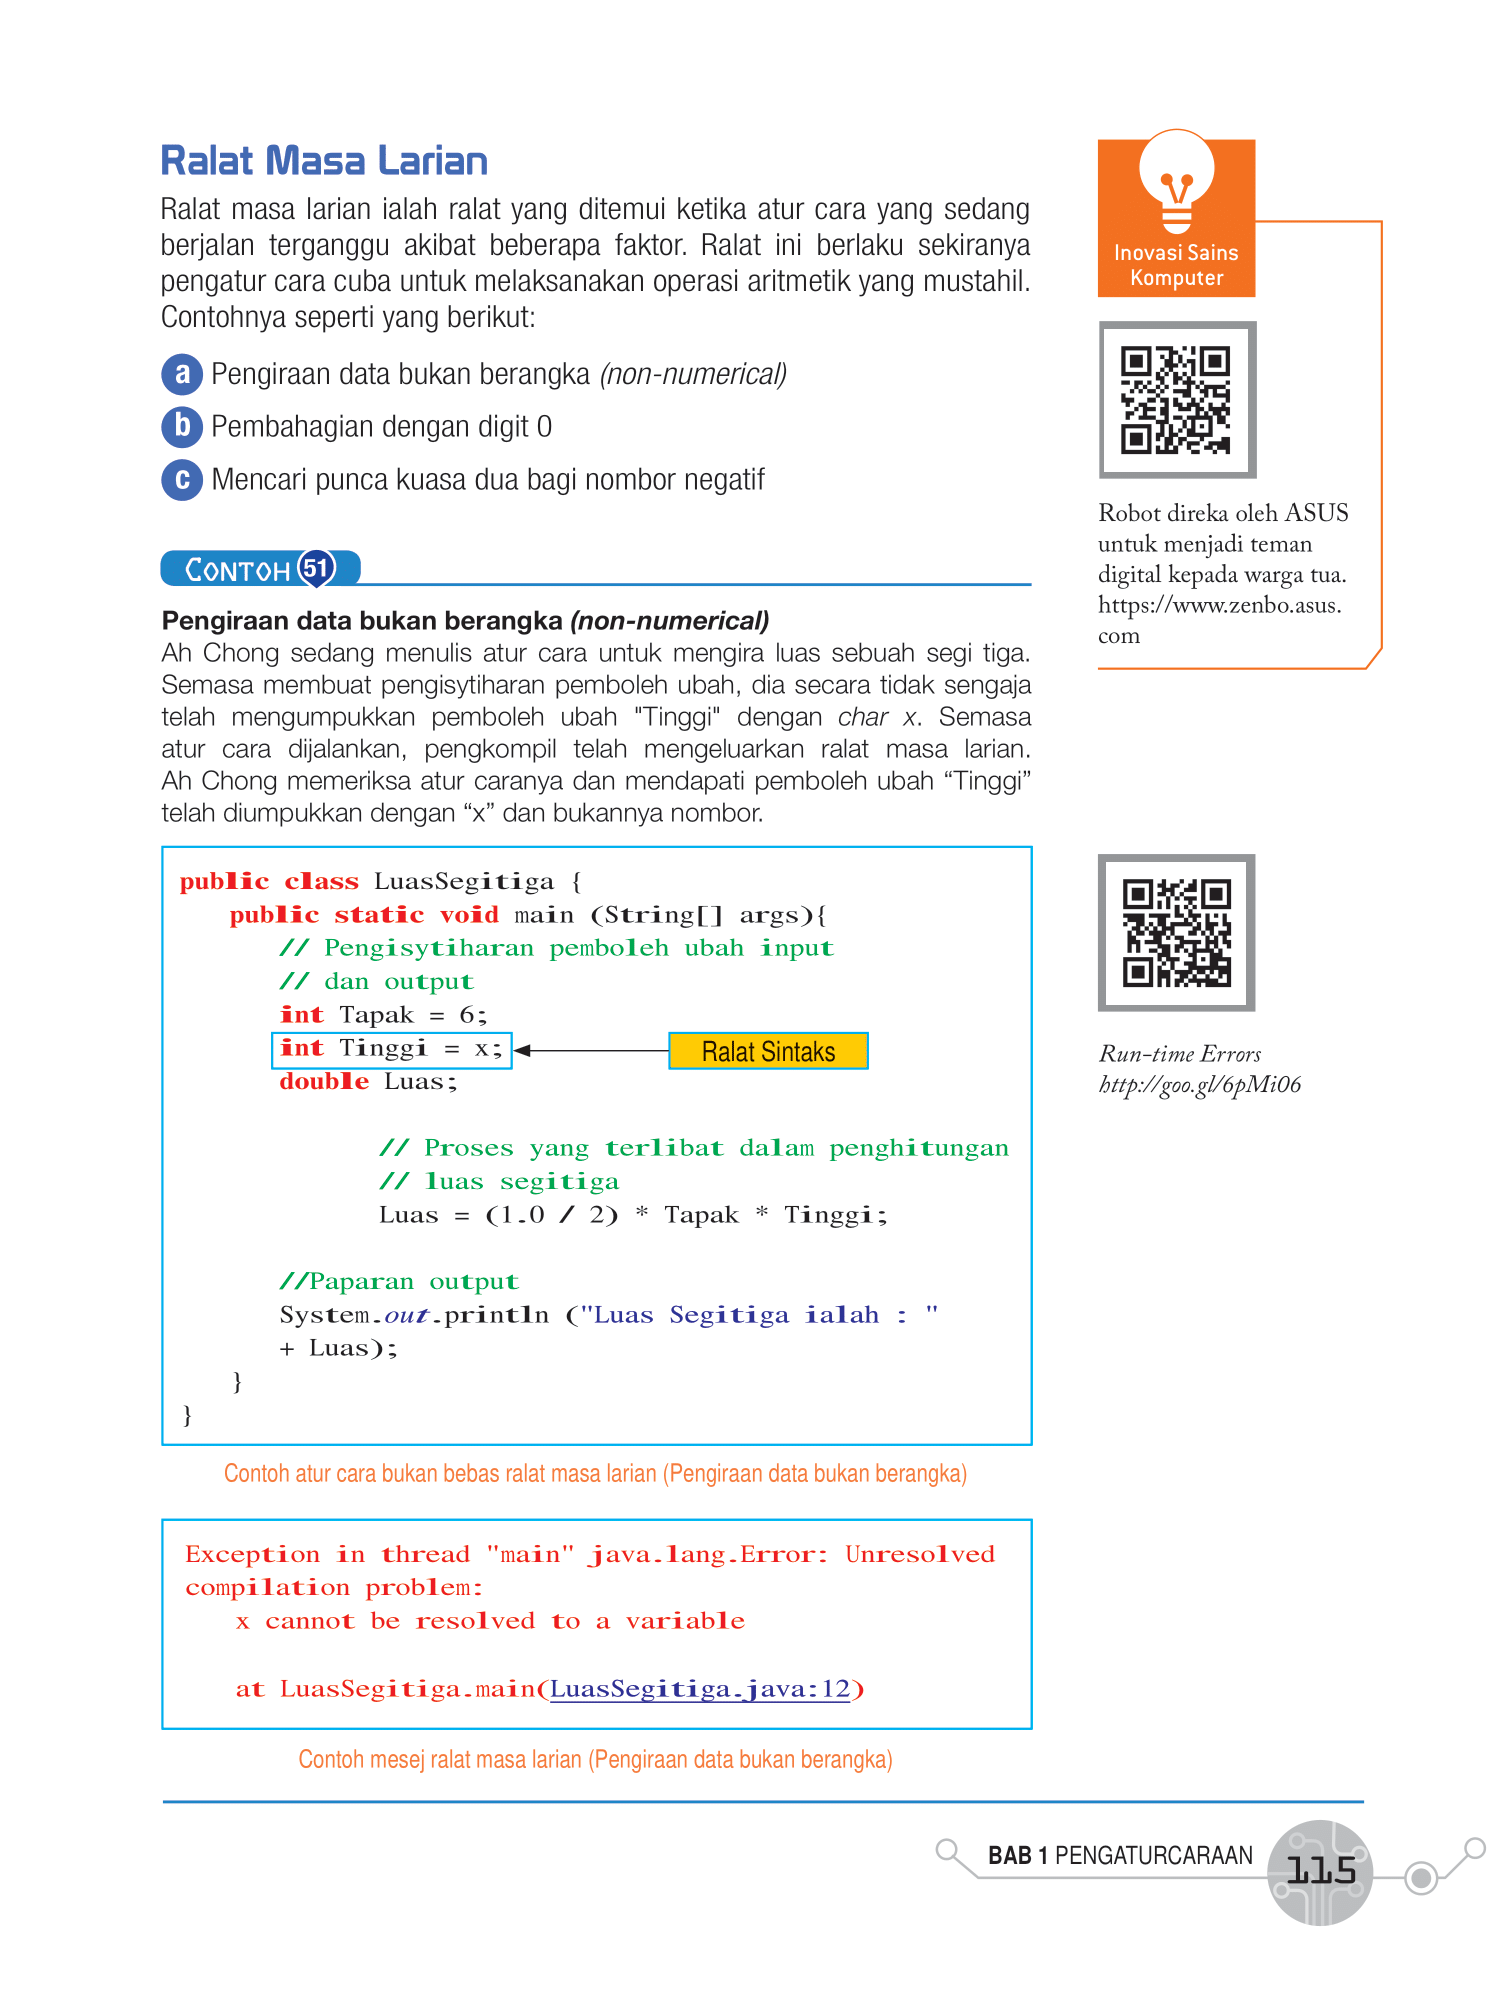 Ralat Masa Larian
Ralat masa larian ialah ralat yang ditemui ketika atur cara yang sedang
berjalan terganggu akibat beberapa faktor. Ralat ini berlaku sekiranya
pengatur cara cuba untuk melaksanakan operasi aritmetik yang mustahil.
Contohnya seperti yang berikut:
a Pengiraan data bukan berangka (non-numerical)
b Pembahagian dengan digit 0
c Mencari punca kuasa dua bagi nombor negatif
CONTOH 51
Pengiraan data bukan berangka (non-numerical)
Ah Chong sedang menulis atur cara untuk mengira luas sebuah segi tiga.
Semasa membuat pengisytiharan pemboleh ubah, dia secara tidak sengaja
telah mengumpukkan pemboleh ubah "Tinggi" dengan char x. Semasa
atur cara dijalankan, pengkompil telah mengeluarkan ralat masa larian.
Ah Chong memeriksa atur caranya dan mendapati pemboleh ubah “Tinggi”
telah diumpukkan dengan “x” dan bukannya nombor.
public class LuasSegitiga {
public static void main (String[] args){
// Pengisytiharan pemboleh ubah input
// dan output
int Tapak = 6;
int Tinggi = x;
Ralat Sintaks
double Luas;
// Proses yang terlibat dalam penghitungan
// luas segitiga
Luas = (1.0 / 2) * Tapak * Tinggi;
//Paparan output
System.out.println ("Luas Segitiga ialah : "
+ Luas);
}
}
Contoh atur cara bukan bebas ralat masa larian (Pengiraan data bukan berangka)
Exception in thread "main" java.lang.Error: Unresolved
compilation problem:
x cannot be resolved to a variable
at LuasSegitiga.main(LuasSegitiga.java:12)
Contoh mesej ralat masa larian (Pengiraan data bukan berangka)
Inovasi Sains
Komputer
Robot direka oleh ASUS
untuk menjadi teman
digital kepada warga tua.
https://www.zenbo.asus.
com
Run-time Errors
http://goo.gl/6pMi06
BAB 1 PENGATURCARAAN
115